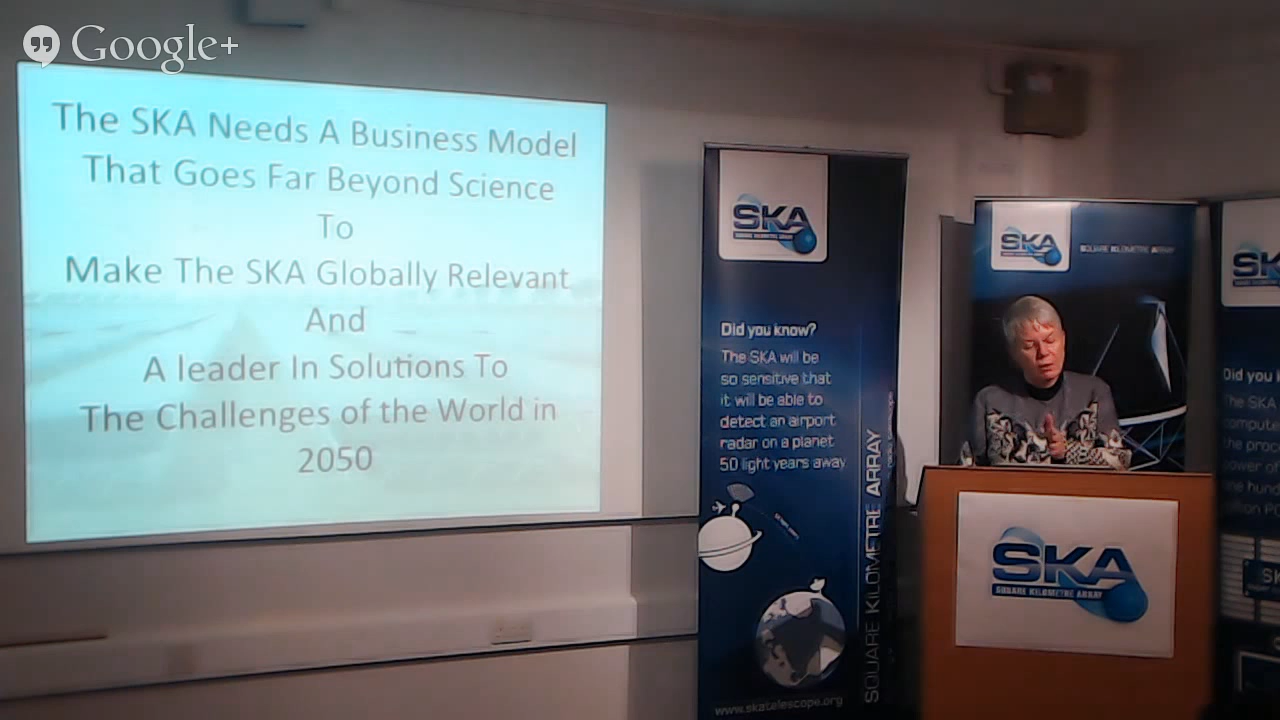 Google+
The SKA Needs A Business Model
That Goes Far Beyond Science
To
Make The SKA Globally Relevant
And
A leader In Solutions To
The Challenges of the World in
2050
SKA
SQUARE KILOMETRE ARRAY
Did you know?
The SKA will be
so sensitive that
it will be able to
detect an airport
radar on a planet
50 light years away
SQUARE KILOMETRE ARRAY
www.skatelescope.org
SKA
SQUARE KILOMETRE ARRAY
SKA
SQUARE KILOMETRE ARRAY
Did you
The SKA
power of